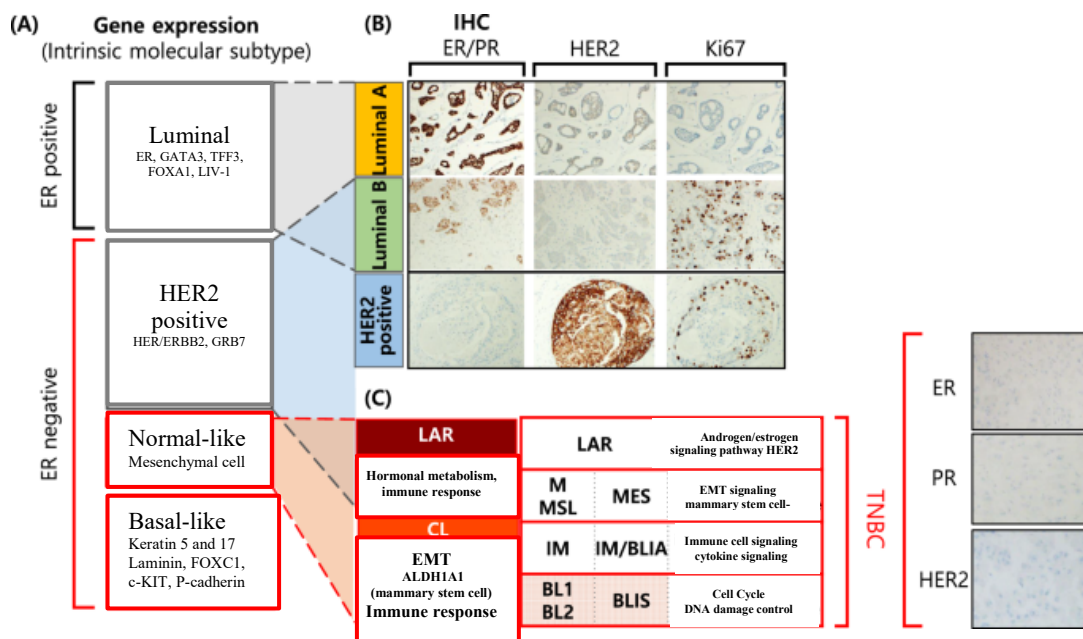 (A)
Gene expression
(Intrinsic molecular subtype)
ER positive
Luminal
ER, GATA3, TFF3,
FOXA1, LIV-1
ER negative
HER2
positive
HER/ERBB2, GRB7
Normal-like
Mesenchymal cell
Basal-like
Keratin 5 and 17
Laminin, FOXC1,
c-KIT, P-cadherin
(B)
IHC
ER/PR
HER2
Ki67
Luminal A
Luminal B
HER2
positive
(C)
LAR
Hormonal metabolism,
immune response
CL
EMT
ALDH1A1
(mammary stem cell)
Immune response
LAR
Androgen/estrogen
signaling pathway HER2
M
MSL
MES
EMT signaling
mammary stem cell-
IM
IM/BLIA
Immune cell signaling
cytokine signaling
BL1
BL2
BLIS
Cell Cycle
DNA damage control
TNBC
ER
PR
HER2